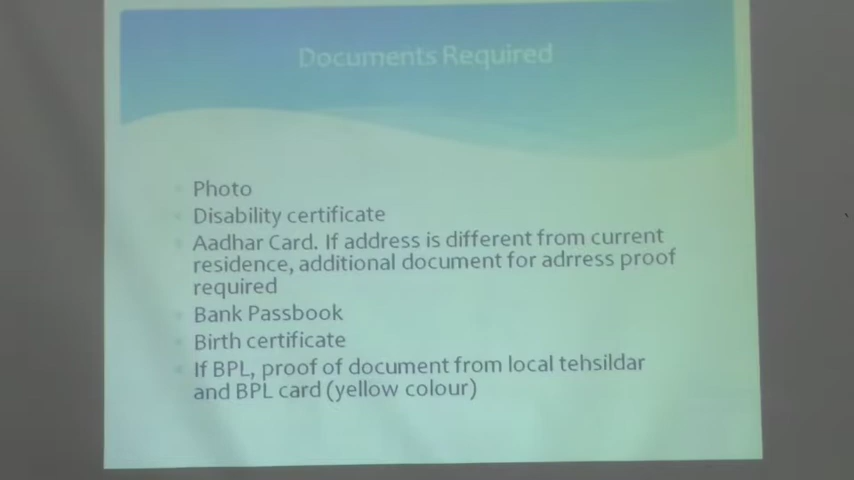 Documents Required
Photo
Disability certificate
Aadhar Card. If address is different from current
residence, additional document for adrress proof
required
Bank Passbook
Birth certificate
If BPL, proof of document from local tehsildar
and BPL card (yellow colour)